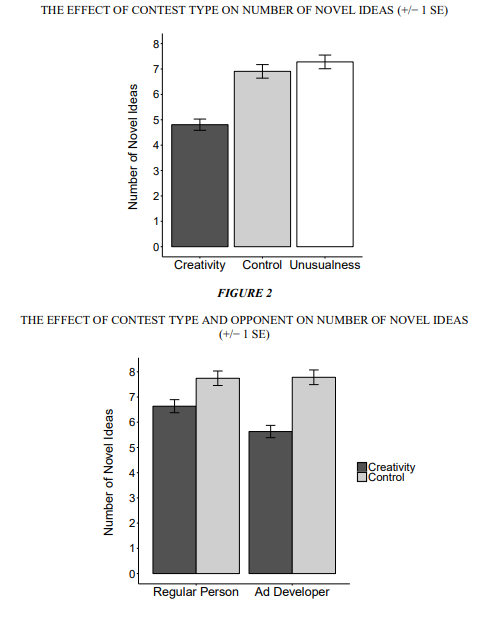 THE EFFECT OF CONTEST TYPE ON NUMBER OF NOVEL IDEAS (+/− 1 SE)
Number of Novel Ideas
8
7
6
5
4
3
2
1
0
Creativity Control Unusualness
FIGURE 2
THE EFFECT OF CONTEST TYPE AND OPPONENT ON NUMBER OF NOVEL IDEAS
(+/− 1 SE)
Number of Novel Ideas
8
7
6
5
4
3
2
1
0
Creativity
Control
Regular Person Ad Developer